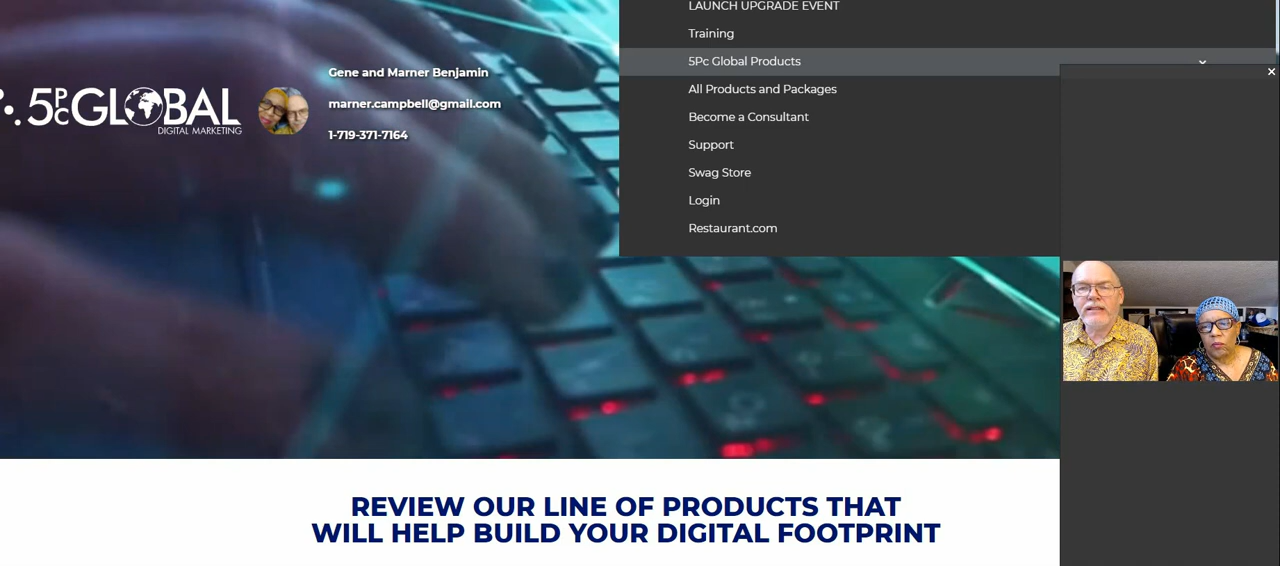 LAUNCH UPGRADE EVENT
Training
5Pc Global Products
All Products and Packages
Become a Consultant
Support
Swag Store
Login
Restaurant.com
5PC GLOBAL
DIGITAL MARKETING
Gene and Marner Benjamin
marner.campbell@gmail.com
1-719-371-7164
REVIEW OUR LINE OF PRODUCTS THAT
WILL HELP BUILD YOUR DIGITAL FOOTPRINT